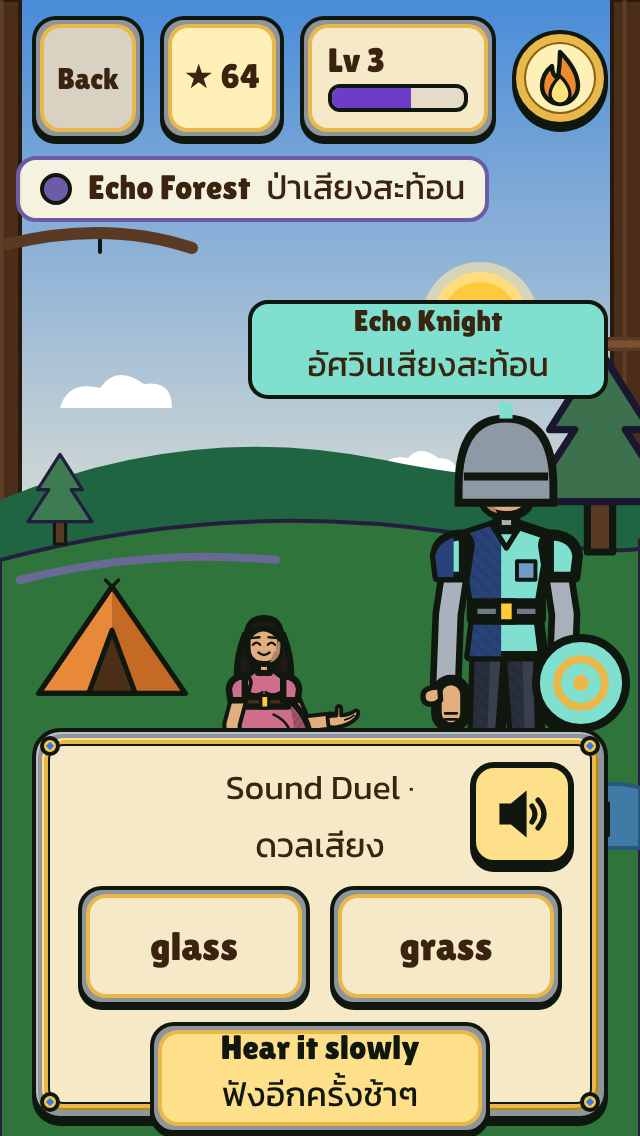 Back
★ 64
Lv 3
Echo Forest ป่าเสียงสะท้อน
Echo Knight
อัศวินเสียงสะท้อน
Sound Duel ·
ดวลเสียง
glass
grass
Hear it slowly
ฟังอีกครั้งช้าๆ